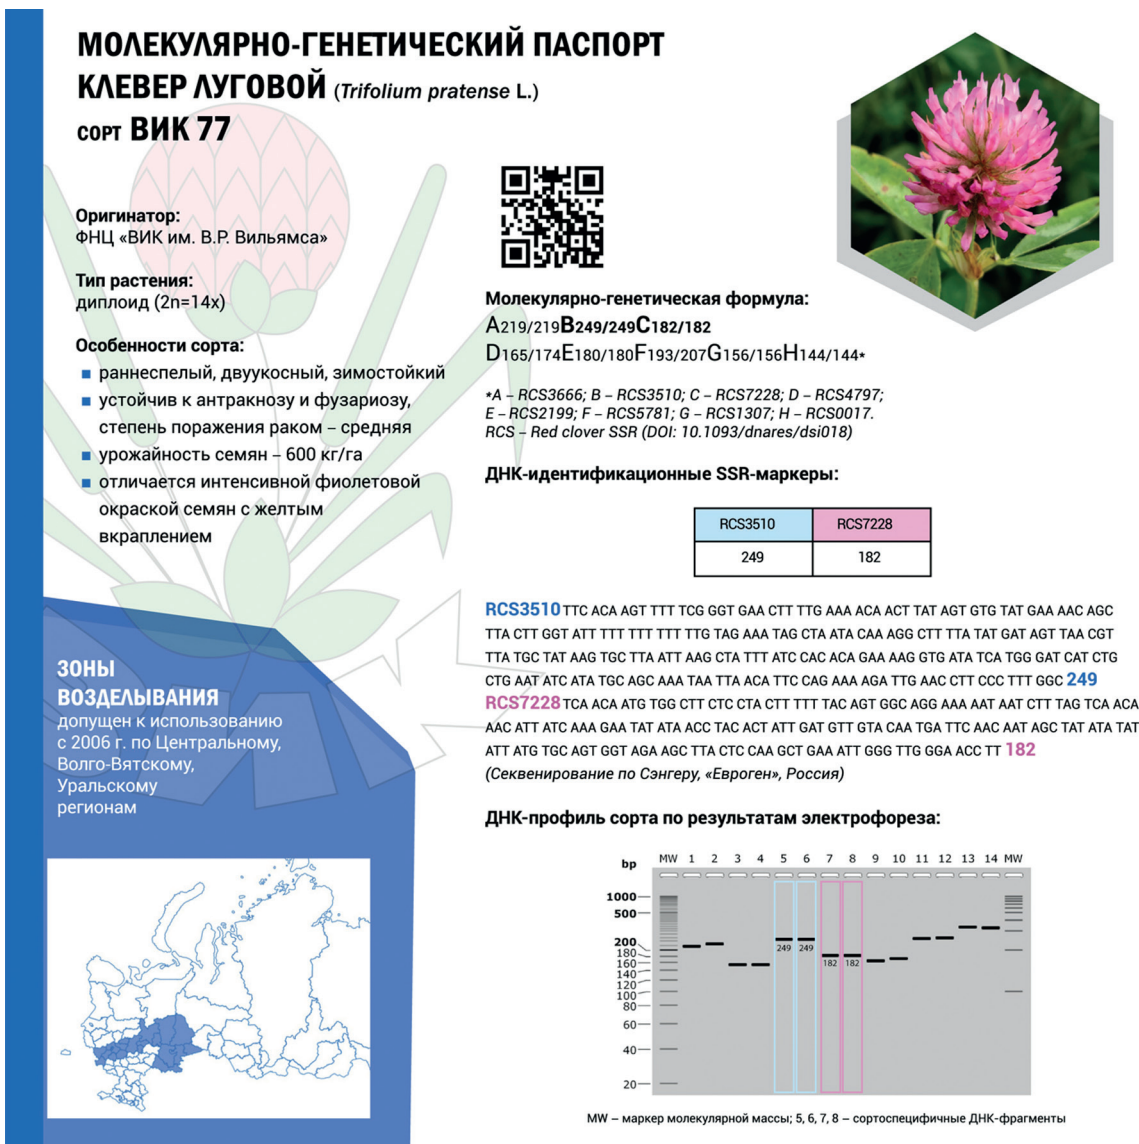 МОЛЕКУЛЯРНО-ГЕНЕТИЧЕСКИЙ ПАСПОРТ
КЛЕВЕР ЛУГОВОЙ (Trifolium pratense L.)
СОРТ ВИК 77
Оригинатор:
ФНЦ «ВИК им. В.Р. Вильямса»
Тип растения:
диплоид (2n=14x)
Особенности сорта:
раннеспелый, двуукосный, зимостойкий
устойчив к антракнозу и фузариозу,
степень поражения раком – средняя
урожайность семян – 600 кг/га
отличается интенсивной фиолетовой
окраской семян с желтым
вкраплением
ЗОНЫ
ВОЗДЕЛЫВАНИЯ
допущен к использованию
с 2006 г. по Центральному,
Волго-Вятскому,
Уральскому
регионам
Молекулярно-генетическая формула:
A219/219B249/249C182/182
D165/174E180/180F193/207G156/156H144/144*
*A – RCS3666; B – RCS3510; C – RCS7228; D – RCS4797;
E – RCS2199; F – RCS5781; G – RCS1307; H – RCS0017.
RCS – Red clover SSR (DOI: 10.1093/dnares/dsi018)
ДНК-идентификационные SSR-маркеры:
RCS3510 RCS7228
249 182
RCS3510 TTC ACA AGT TTT TCG GGT GAA CTT TTG AAA ACA ACT TAT AGT GTG TAT GAA AAC AGC
TTA CTT GGT ATT TTT TTT TTT TTG TAG AAA TAG CTA ATA CAA AGG CTT TTA TAT GAT AGT TAA CGT
TTA TGC TAT AAG TGC TTA ATT AAG CTA TTT ATC CAC ACA GAA AAG GTG ATA TCA TGG GAT CAT CTG
CTG AAT ATC ATA TGC AGC AAA TAA TTA ACA TTC CAG AAA AGA TTG AAC CTT CCC TTT GGC 249
RCS7228 TCA ACA ATG TGG CTT CTC CTA CTT TTT TAC AGT GGC AGG AAA AAT AAT CTT TAG TCA ACA
AAC ATT ATC AAA GAA TAT ATA ACC TAC ACT ATT GAT GTT GTA CAA TGA TTC AAC AAT AGC TAT ATA TAT
ATT ATG TGC AGT GGT AGA AGC TTA CTC CAA GCT GAA ATT GGG TTG GGA ACC TT 182
(Секвенирование по Сэнгеру, «Евроген», Россия)
ДНК-профиль сорта по результатам электрофореза:
bp MW 1 2 3 4 5 6 7 8 9 10 11 12 13 14 MW
1000
500
200
180
160
140
120
100
80
60
40
20
249 249
182 182
MW – маркер молекулярной массы; 5, 6, 7, 8 – сортоспецифичные ДНК-фрагменты